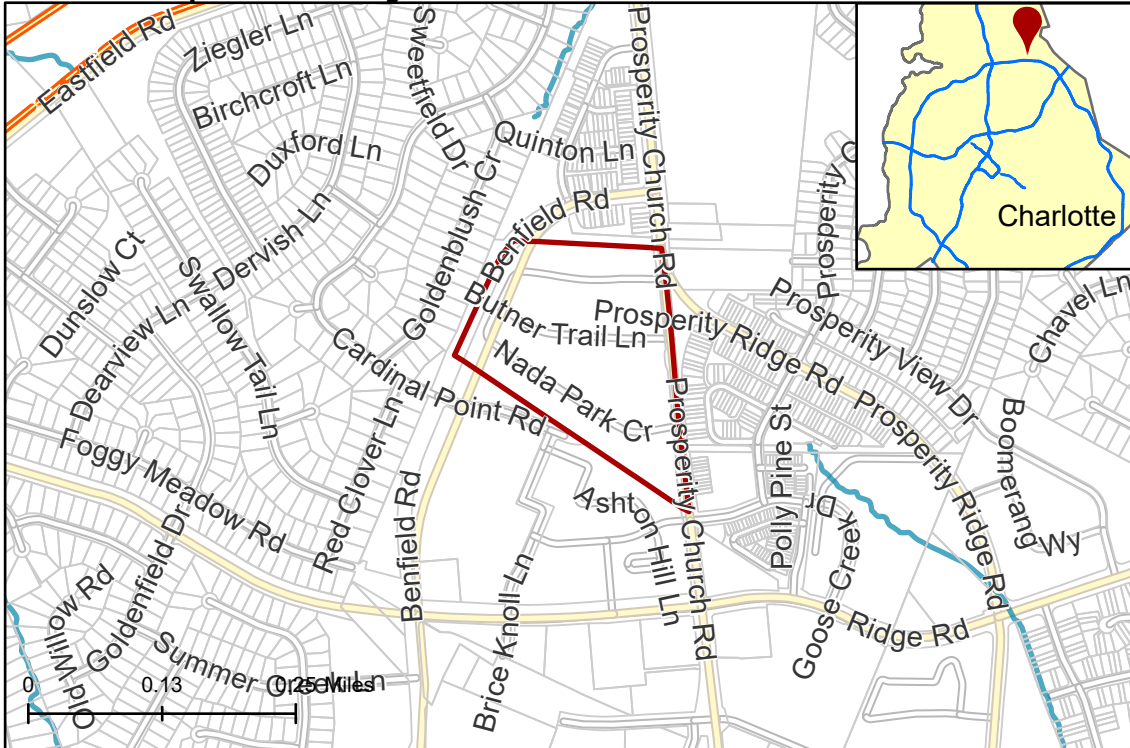 Eastfield Rd
Ziegler Ln
Birchcroft Ln
Duxford Ln
Sweetfield Dr
Quinton Ln
Prosperity Church Rd
Benfield Rd
Goldenblush Cr
Dunslow Ct
Swallow Tail Ln
Dervish Ln
Dearview Ln
Butner Trail Ln
Prosperity Ridge Rd
Prosperity View Dr
Prosperity C
Chavel Ln
Charlotte
Nada Park Cr
Cardinal Point Rd
Foggy Meadow Rd
Red Clover Ln
Benfield Rd
Prosperity Church Rd
Polly Pine St
Prosperity Ridge Rd
Boomerang Wy
Ashton Hill Ln
Goose Creek Dr
Ridge Rd
Goldenfield Dr
Old Willow Rd
Summer Creek Ln
Brice Knoll Ln
0 0.13 0.25 Miles